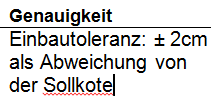 Genauigkeit
Einbautoleranz: ± 2cm
als Abweichung von
der Sollkote